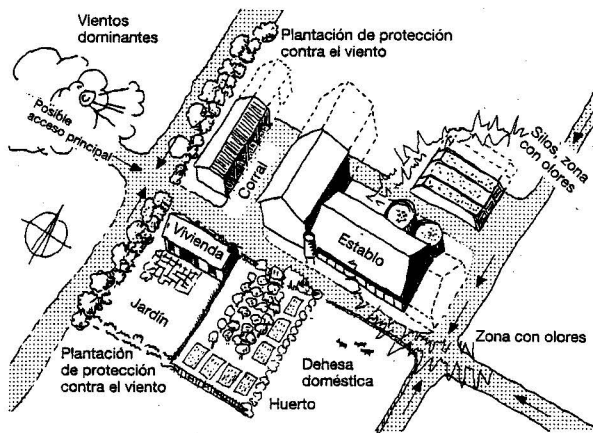 Vientos
dominantes
Plantación de protección
contra el viento
Posible
acceso principal
Corral
Silos, zona
con olores
Vivienda
Establo
Jardín
Zona con olores
Plantación de
protección
contra el viento
Dehesa
doméstica
Huerto